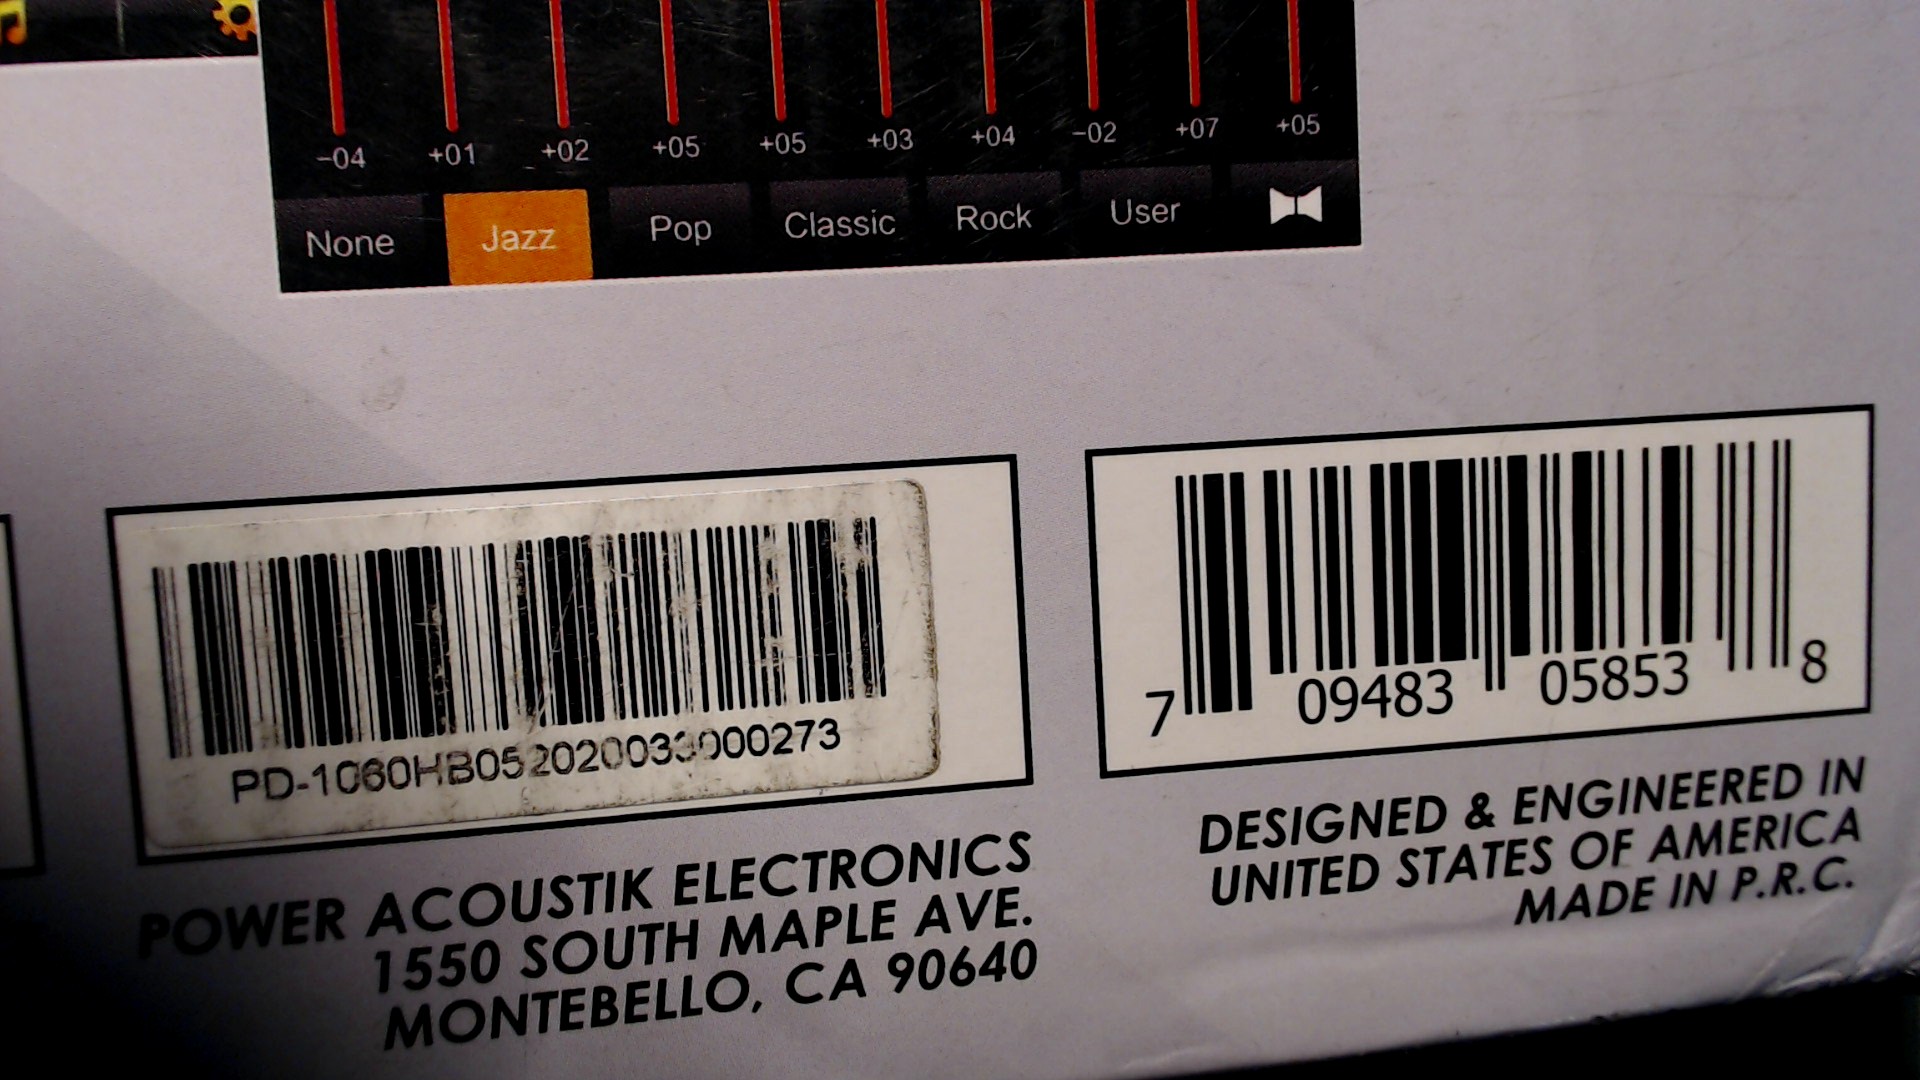 -04 +01 +02 +05 +05 +03 +04 -02 +07 +05
None Jazz Pop Classic Rock User
PD-1060HB052020033000273
7 09483 05853 8
POWER ACOUSTIK ELECTRONICS
1550 SOUTH MAPLE AVE.
MONTEBELLO, CA 90640
DESIGNED & ENGINEERED IN
UNITED STATES OF AMERICA
MADE IN P.R.C.